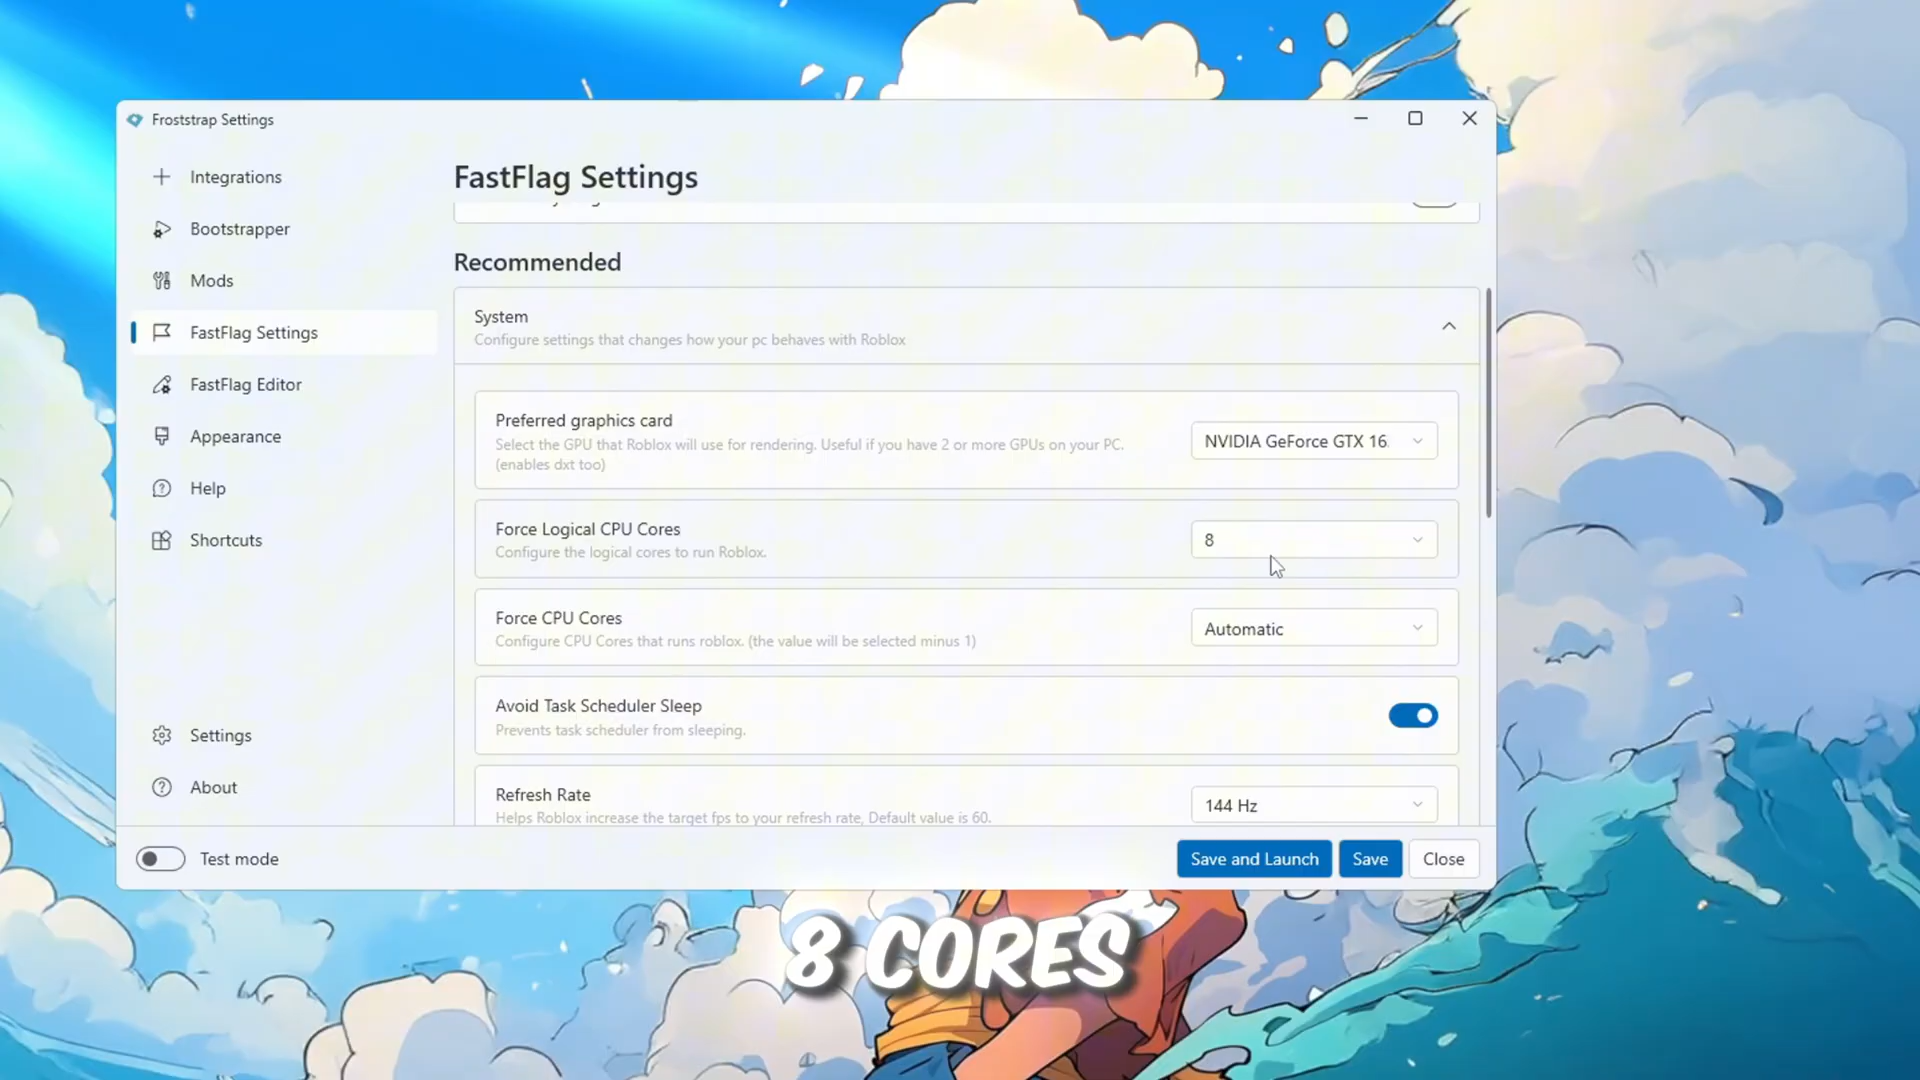 Froststrap Settings
Integrations
Bootstrapper
Mods
FastFlag Settings
FastFlag Editor
Appearance
Help
Shortcuts
Settings
About
FastFlag Settings
Recommended
System
Configure settings that changes how your pc behaves with Roblox
Preferred graphics card
Select the GPU that Roblox will use for rendering. Useful if you have 2 or more GPUs on your PC.
(enables dxt too)
NVIDIA GeForce GTX 16
Force Logical CPU Cores
Configure the logical cores to run Roblox.
8
Force CPU Cores
Configure CPU Cores that runs roblox. (the value will be selected minus 1)
Automatic
Avoid Task Scheduler Sleep
Prevents task scheduler from sleeping.
Refresh Rate
Helps Roblox increase the target fps to your refresh rate, Default value is 60.
144 Hz
Test mode
Save and Launch
Save
Close
8 CORES